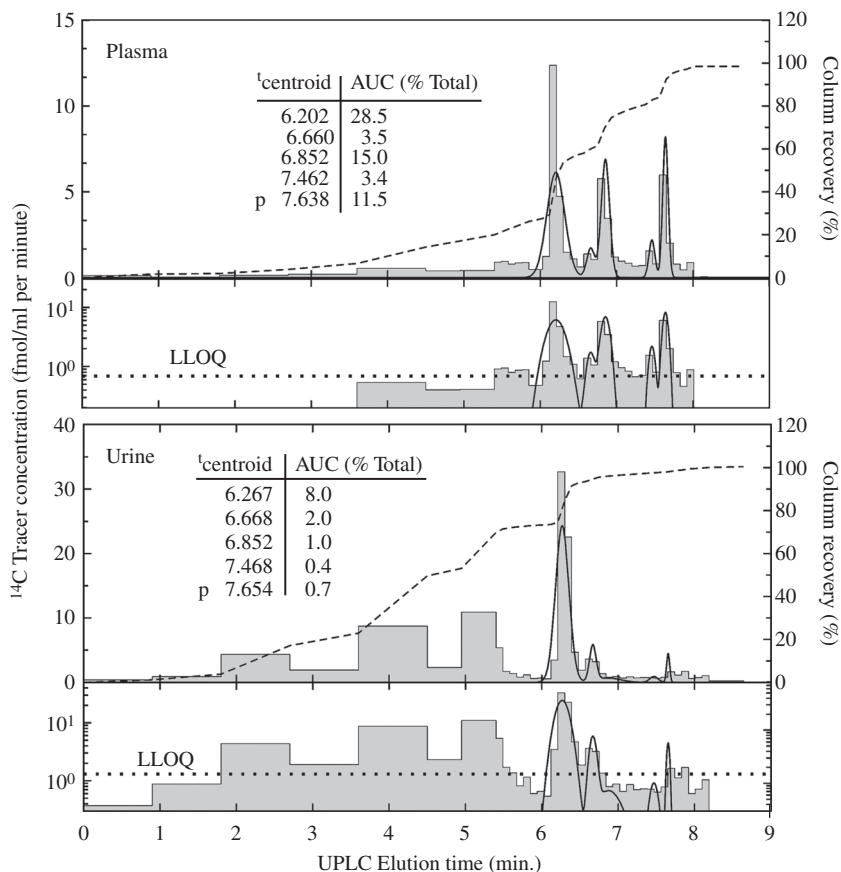 15
10
5
0
Plasma
tcentroid AUC (% Total)
6.202 28.5
6.660 3.5
6.852 15.0
7.462 3.4
p 7.638 11.5
120
100
80
60
40
20
0
Column recovery (%)
10¹
10⁰
LLOQ
¹⁴C Tracer concentration (fmol/ml per minute)
40
30
20
10
0
Urine
tcentroid AUC (% Total)
6.267 8.0
6.668 2.0
6.852 1.0
7.468 0.4
p 7.654 0.7
120
100
80
60
40
20
0
Column recovery (%)
10¹
10⁰
LLOQ
0 1 2 3 4 5 6 7 8 9
UPLC Elution time (min.)